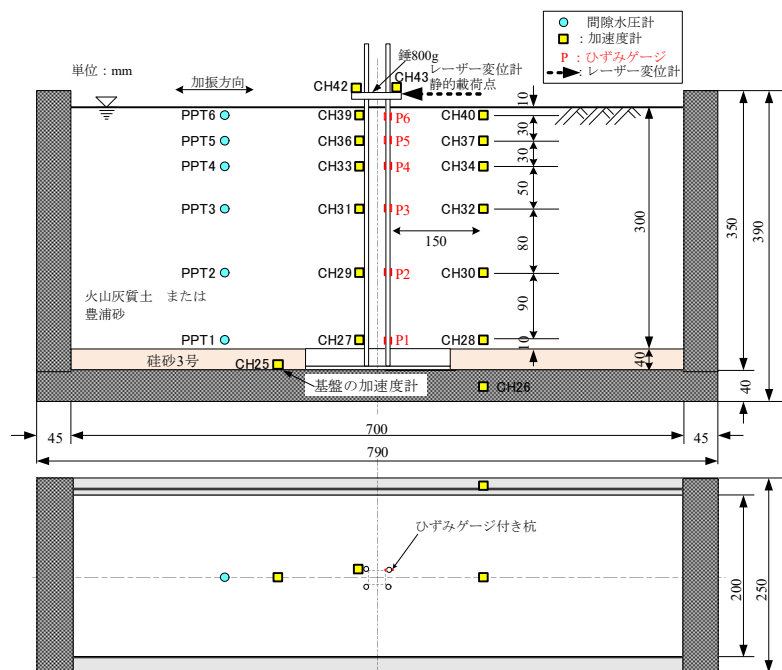 間隙水圧計
：加速度計
P ：ひずみゲージ
：レーザー変位計
単位：mm
加振方向
錘800g
レーザー変位計
静的載荷点
CH42
CH43
10
PPT6
CH39
P6
CH40
30
PPT5
CH36
P5
CH37
30
PPT4
CH33
P4
CH34
50
PPT3
CH31
P3
CH32
150
80
300
350
390
PPT2
CH29
P2
CH30
火山灰質土 または
豊浦砂
90
PPT1
CH27
P1
CH28
10
硅砂3号
CH25
40
基盤の加速度計
CH26
40
45
700
45
790
ひずみゲージ付き杭
200
250